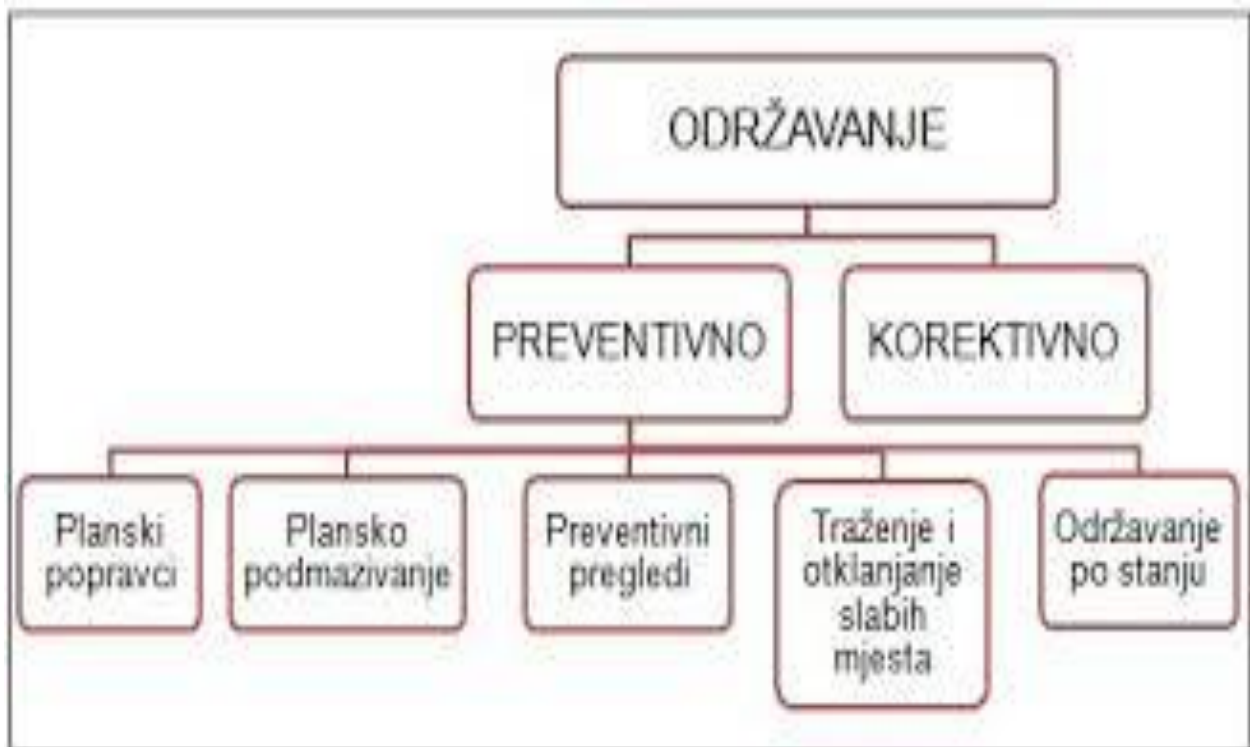 ODRŽAVANJE
PREVENTIVNO
KOREKTIVNO
Planski
popravci
Plansko
podmazivanje
Preventivni
pregledi
Traženje i
otklanjanje
slabih
mjesta
Održavanje
po stanju